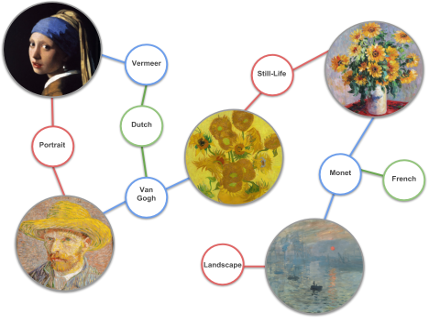 Vermeer
Still-Life
Dutch
Portrait
Monet
French
Van
Gogh
Landscape